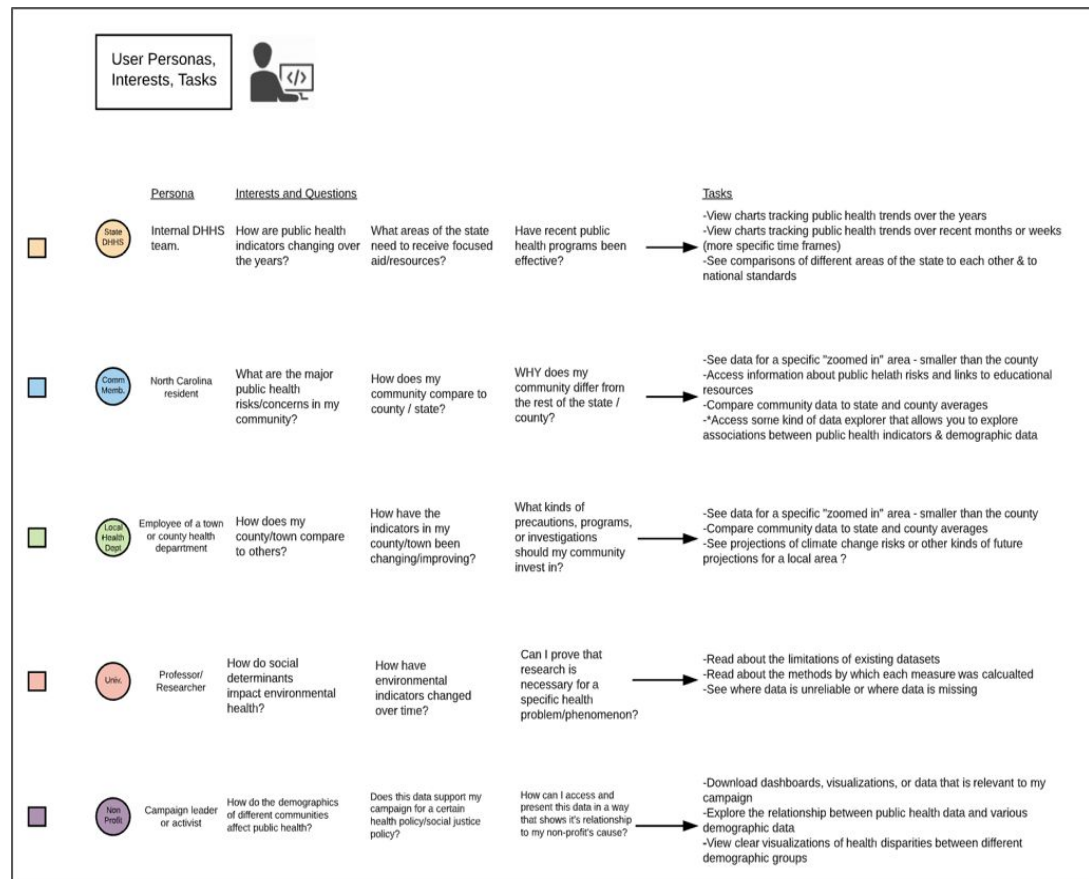 User Personas,
Interests, Tasks
</>
Persona
Interests and Questions
Tasks
State
DHHS
Internal DHHS
team.
How are public health
indicators changing over
the years?
What areas of the state
need to receive focused
aid/resources?
Have recent public
health programs been
effective?
-View charts tracking public health trends over the years
-View charts tracking public health trends over recent months or weeks
(more specific time frames)
-See comparisons of different areas of the state to each other & to
national standards
Comm
Memb.
North Carolina
resident
What are the major
public health
risks/concerns in my
community?
How does my
community compare to
county / state?
WHY does my
community differ from
the rest of the state /
county?
-See data for a specific "zoomed in" area - smaller than the county
-Access information about public helath risks and links to educational
resources
-Compare community data to state and county averages
-*Access some kind of data explorer that allows you to explore
associations between public health indicators & demographic data
Local
Health
Dept
Employee of a town
or county health
department
How does my
county/town compare
to others?
How have the
indicators in my
county/town been
changing/improving?
What kinds of
precautions, programs,
or investigations
should my community
invest in?
-See data for a specific "zoomed in" area - smaller than the county
-Compare community data to state and county averages
-See projections of climate change risks or other kinds of future
projections for a local area ?
Univ.
Professor/
Researcher
How do social
determinants
impact environmental
health?
How have
environmental
indicators changed
over time?
Can I prove that
research is
necessary for a
specific health
problem/phenomenon?
-Read about the limitations of existing datasets
-Read about the methods by which each measure was calcualted
-See where data is unreliable or where data is missing
Non
Profit
Campaign leader
or activist
How do the demographics
of different communities
affect public health?
Does this data support my
campaign for a certain
health policy/social justice
policy?
How can I access and
present this data in a way
that shows it's relationship
to my non-profit's cause?
-Download dashboards, visualizations, or data that is relevant to my
campaign
-Explore the relationship between public health data and various
demographic data
-View clear visualizations of health disparities between different
demographic groups